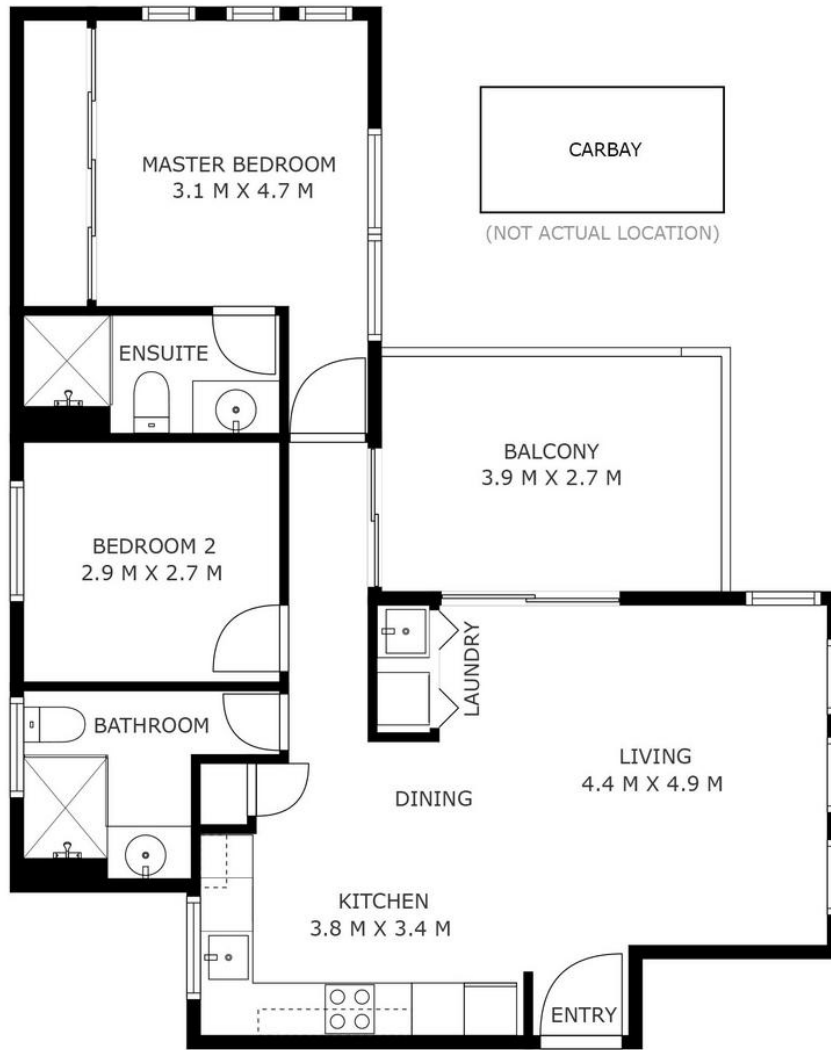 MASTER BEDROOM
3.1 M X 4.7 M
CARBAY
(NOT ACTUAL LOCATION)
ENSUITE
BALCONY
3.9 M X 2.7 M
BEDROOM 2
2.9 M X 2.7 M
LAUNDRY
BATHROOM
LIVING
4.4 M X 4.9 M
DINING
KITCHEN
3.8 M X 3.4 M
ENTRY